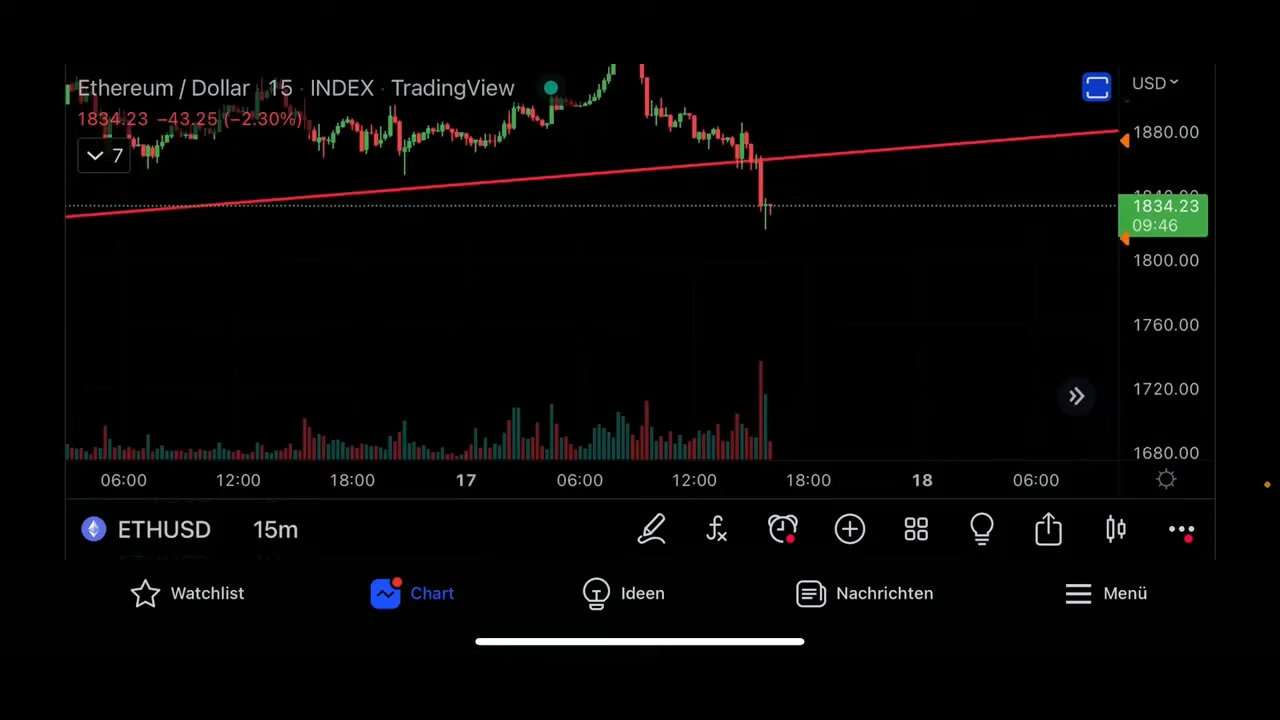 Ethereum / Dollar · 15 · INDEX · TradingView
USD
1834.23 −43.25 (−2.30%)
7
1880.00
1840.00
1834.23
09:46
1800.00
1760.00
1720.00
1680.00
06:00 12:00 18:00 17 06:00 12:00 18:00 18 06:00
ETHUSD 15m
Watchlist Chart Ideen Nachrichten Menü